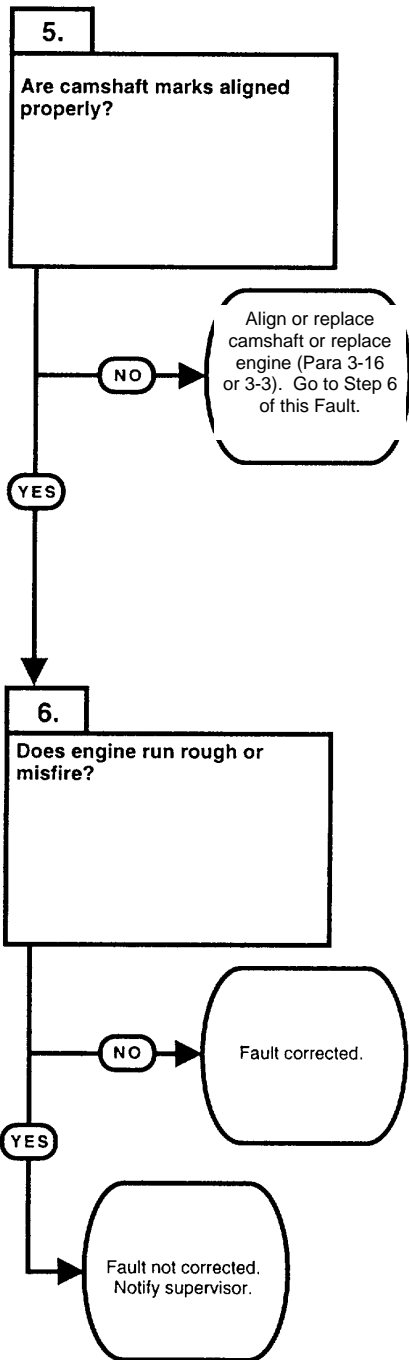 5.
Are camshaft marks aligned
properly?
NO
Align or replace
camshaft or replace
engine (Para 3-16
or 3-3).  Go to Step 6
of this Fault.
YES
6.
Does engine run rough or
misfire?
NO
Fault corrected.
YES
Fault not corrected.
Notify supervisor.